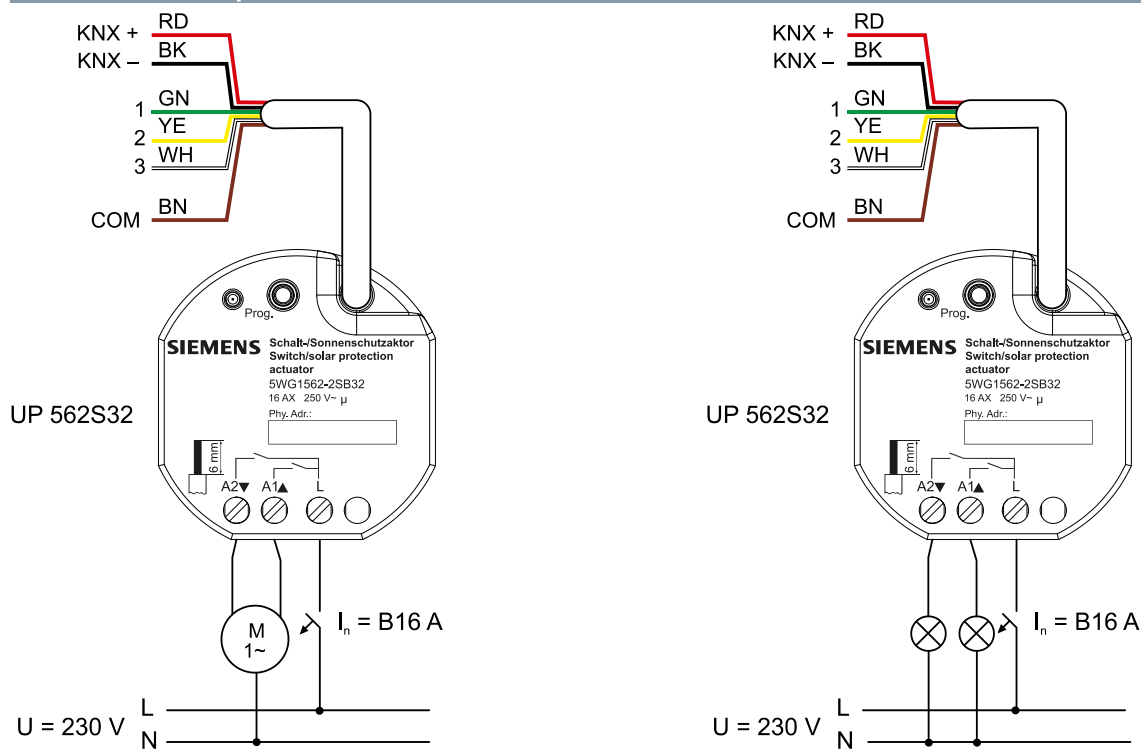 KNX + RD
KNX – BK
1 GN
2 YE
3 WH
COM BN
Prog.
SIEMENS
Schalt-/Sonnenschutzaktor
Switch/solar protection
actuator
5WG1562-2SB32
16 AX 250 V~ µ
Phy. Adr.:
UP 562S32
6 mm
A2▼ A1▲ L
M
1~
In = B16 A
U = 230 V
L
N
KNX + RD
KNX – BK
1 GN
2 YE
3 WH
COM BN
Prog.
SIEMENS
Schalt-/Sonnenschutzaktor
Switch/solar protection
actuator
5WG1562-2SB32
16 AX 250 V~ µ
Phy. Adr.:
UP 562S32
6 mm
A2▼ A1▲ L
In = B16 A
U = 230 V
L
N